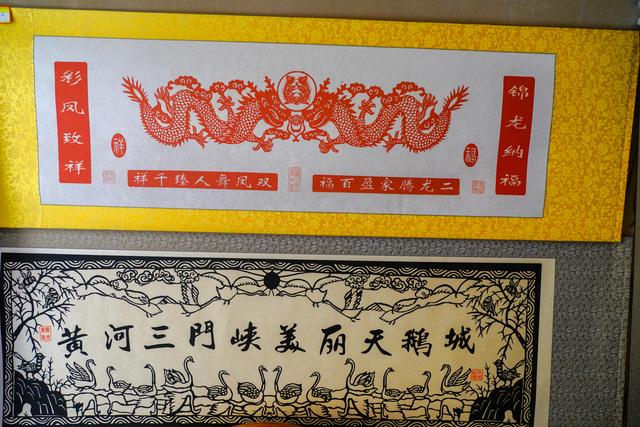 锦龙纳福
二龙腾家盈百福
双凤舞人臻千祥
彩凤致祥
福
祥
黄河三門峡美丽天鹅城